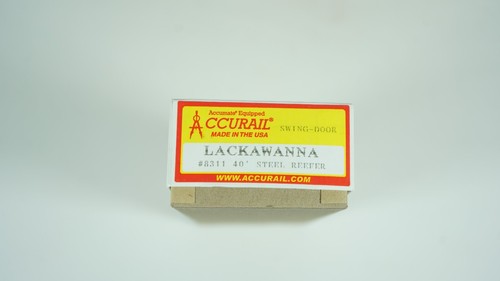 Accumate® Equipped
ACCURAIL®
MADE IN THE USA
SWING-DOOR
LACKAWANNA
#8311 40' STEEL REEFER
WWW.ACCURAIL.COM